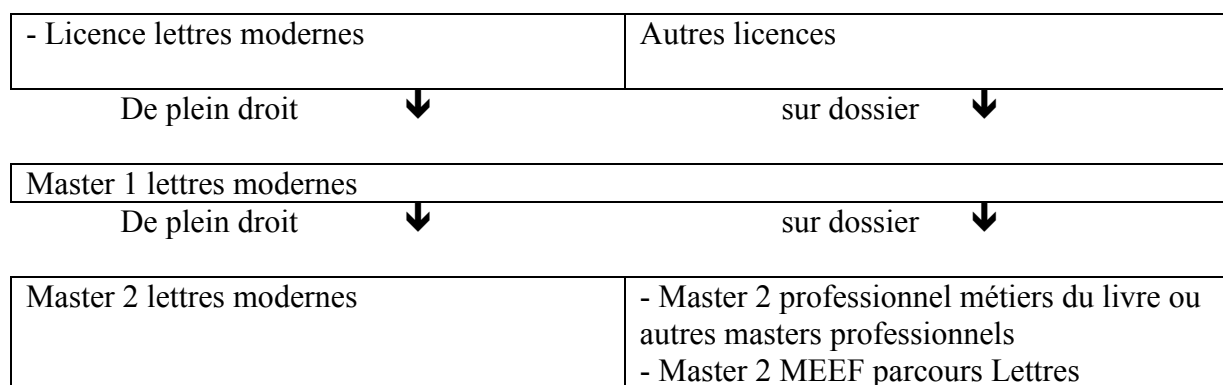 - Licence lettres modernes Autres licences
De plein droit 🡻 sur dossier 🡻
Master 1 lettres modernes
De plein droit 🡻 sur dossier 🡻
Master 2 lettres modernes - Master 2 professionnel métiers du livre ou
autres masters professionnels
- Master 2 MEEF parcours Lettres